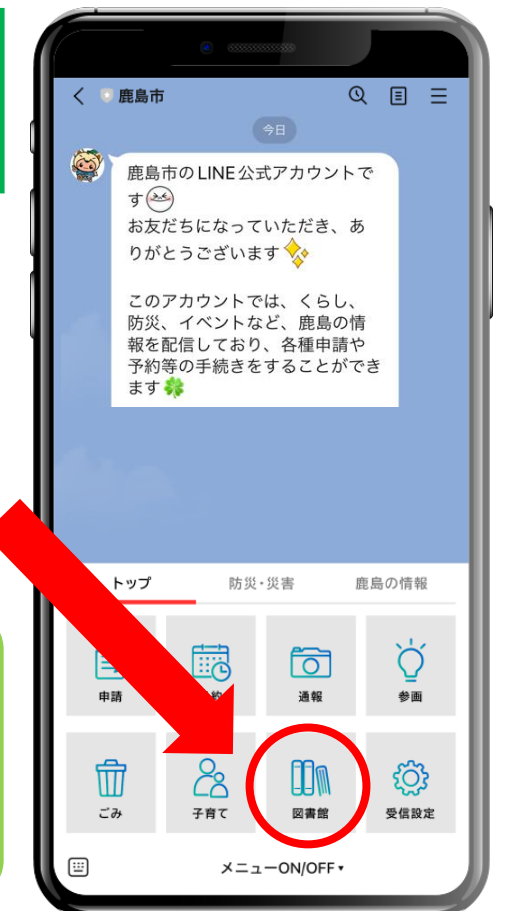 鹿島市
今日
鹿島市のLINE公式アカウントで
す
お友だちになっていただき、あ
りがとうございます
このアカウントでは、くらし、
防災、イベントなど、鹿島の情
報を配信しており、各種申請や
予約等の手続きをすることができ
ます
トップ 防災・災害 鹿島の情報
申請 約 通報 参画
ごみ 子育て 図書館 受信設定
メニューON/OFF▾